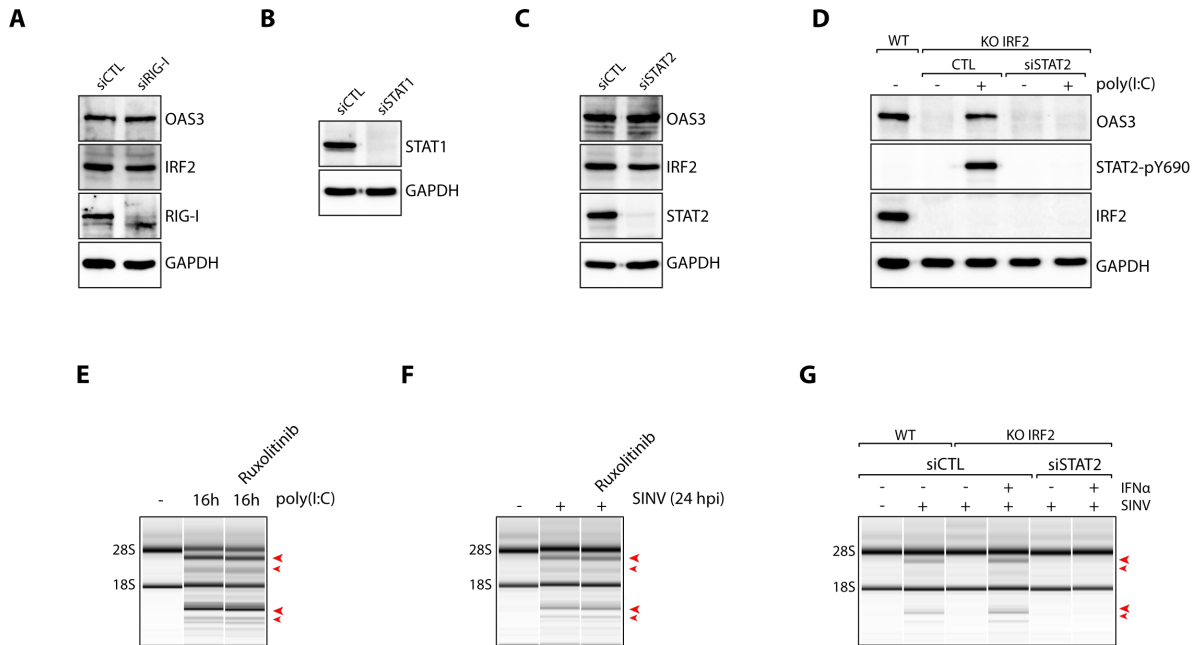 A
siCTL siRIG-I
OAS3
IRF2
RIG-I
GAPDH
B
siCTL siSTAT1
STAT1
GAPDH
C
siCTL siSTAT2
OAS3
IRF2
STAT2
GAPDH
D
WT KO IRF2
CTL siSTAT2
- - + - + poly(I:C)
OAS3
STAT2-pY690
IRF2
GAPDH
E
Ruxolitinib
- 16h 16h poly(I:C)
28S
18S
F
Ruxolitinib
- + + SINV (24 hpi)
28S
18S
G
WT KO IRF2
siCTL siSTAT2
- - - + - + IFNα
- + + + + + SINV
28S
18S